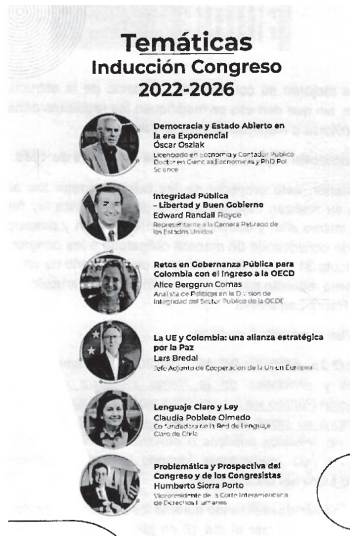 Temáticas
Inducción Congreso
2022-2026
Democracia y Estado Abierto en
la era Exponencial
Óscar Oszlak
Licenciado en Economía y Contador Público
Doctor en Ciencias Económicas y PhD Pol
Science
Integridad Pública
- Libertad y Buen Gobierno
Edward Randall Royce
Representante a la Cámara Retirado de
los Estados Unidos
Retos en Gobernanza Pública para
Colombia con el Ingreso a la OECD
Alice Berggrun Comas
Analista de Políticas en la División de
Integridad del Sector Público de la OCDE
La UE y Colombia: una alianza estratégica
por la Paz
Lars Bredal
Jefe Adjunto de Cooperación de la Unión Europea
Lenguaje Claro y Ley
Claudia Poblete Olmedo
Co-fundadora de la Red de Lenguaje
Claro de Chile
Problemática y Prospectiva del
Congreso y de los Congresistas
Humberto Siorra Porto
Vicepresidente de la Corte Interamericana
de Derechos Humanos